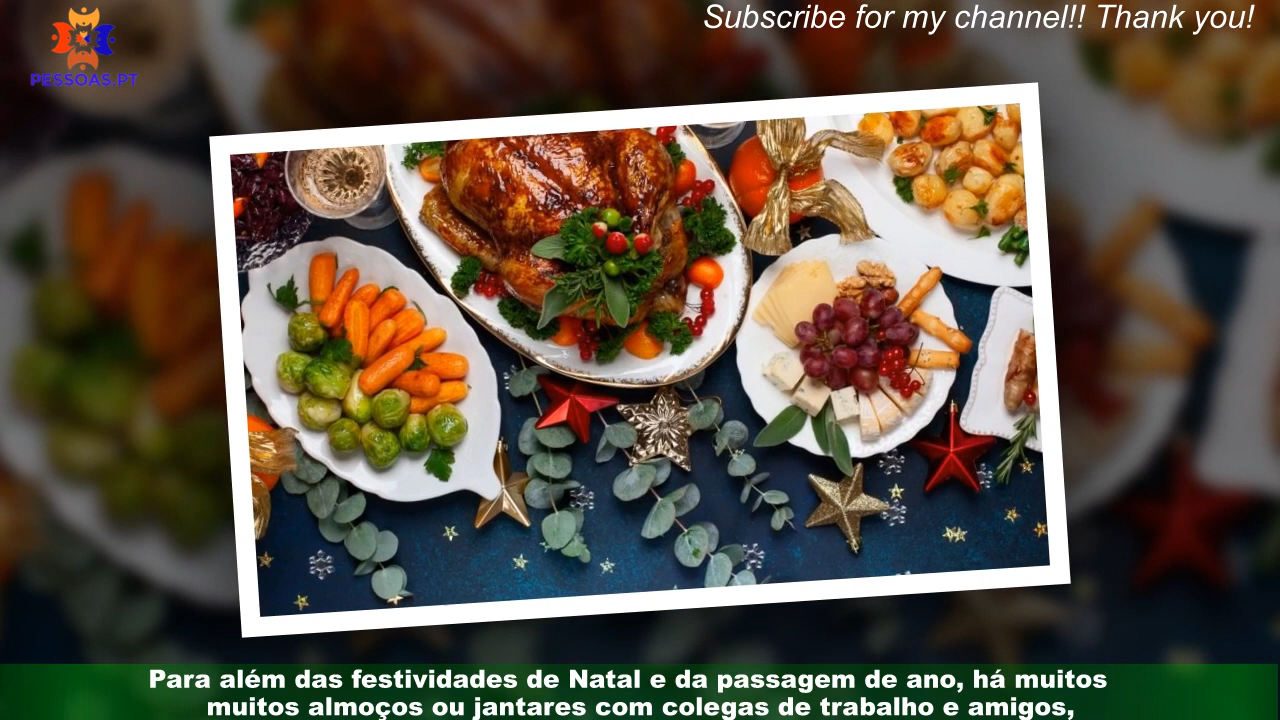 Subscribe for my channel!! Thank you!
PESSOAS.PT
Para além das festividades de Natal e da passagem de ano, há muitos
muitos almoços ou jantares com colegas de trabalho e amigos,